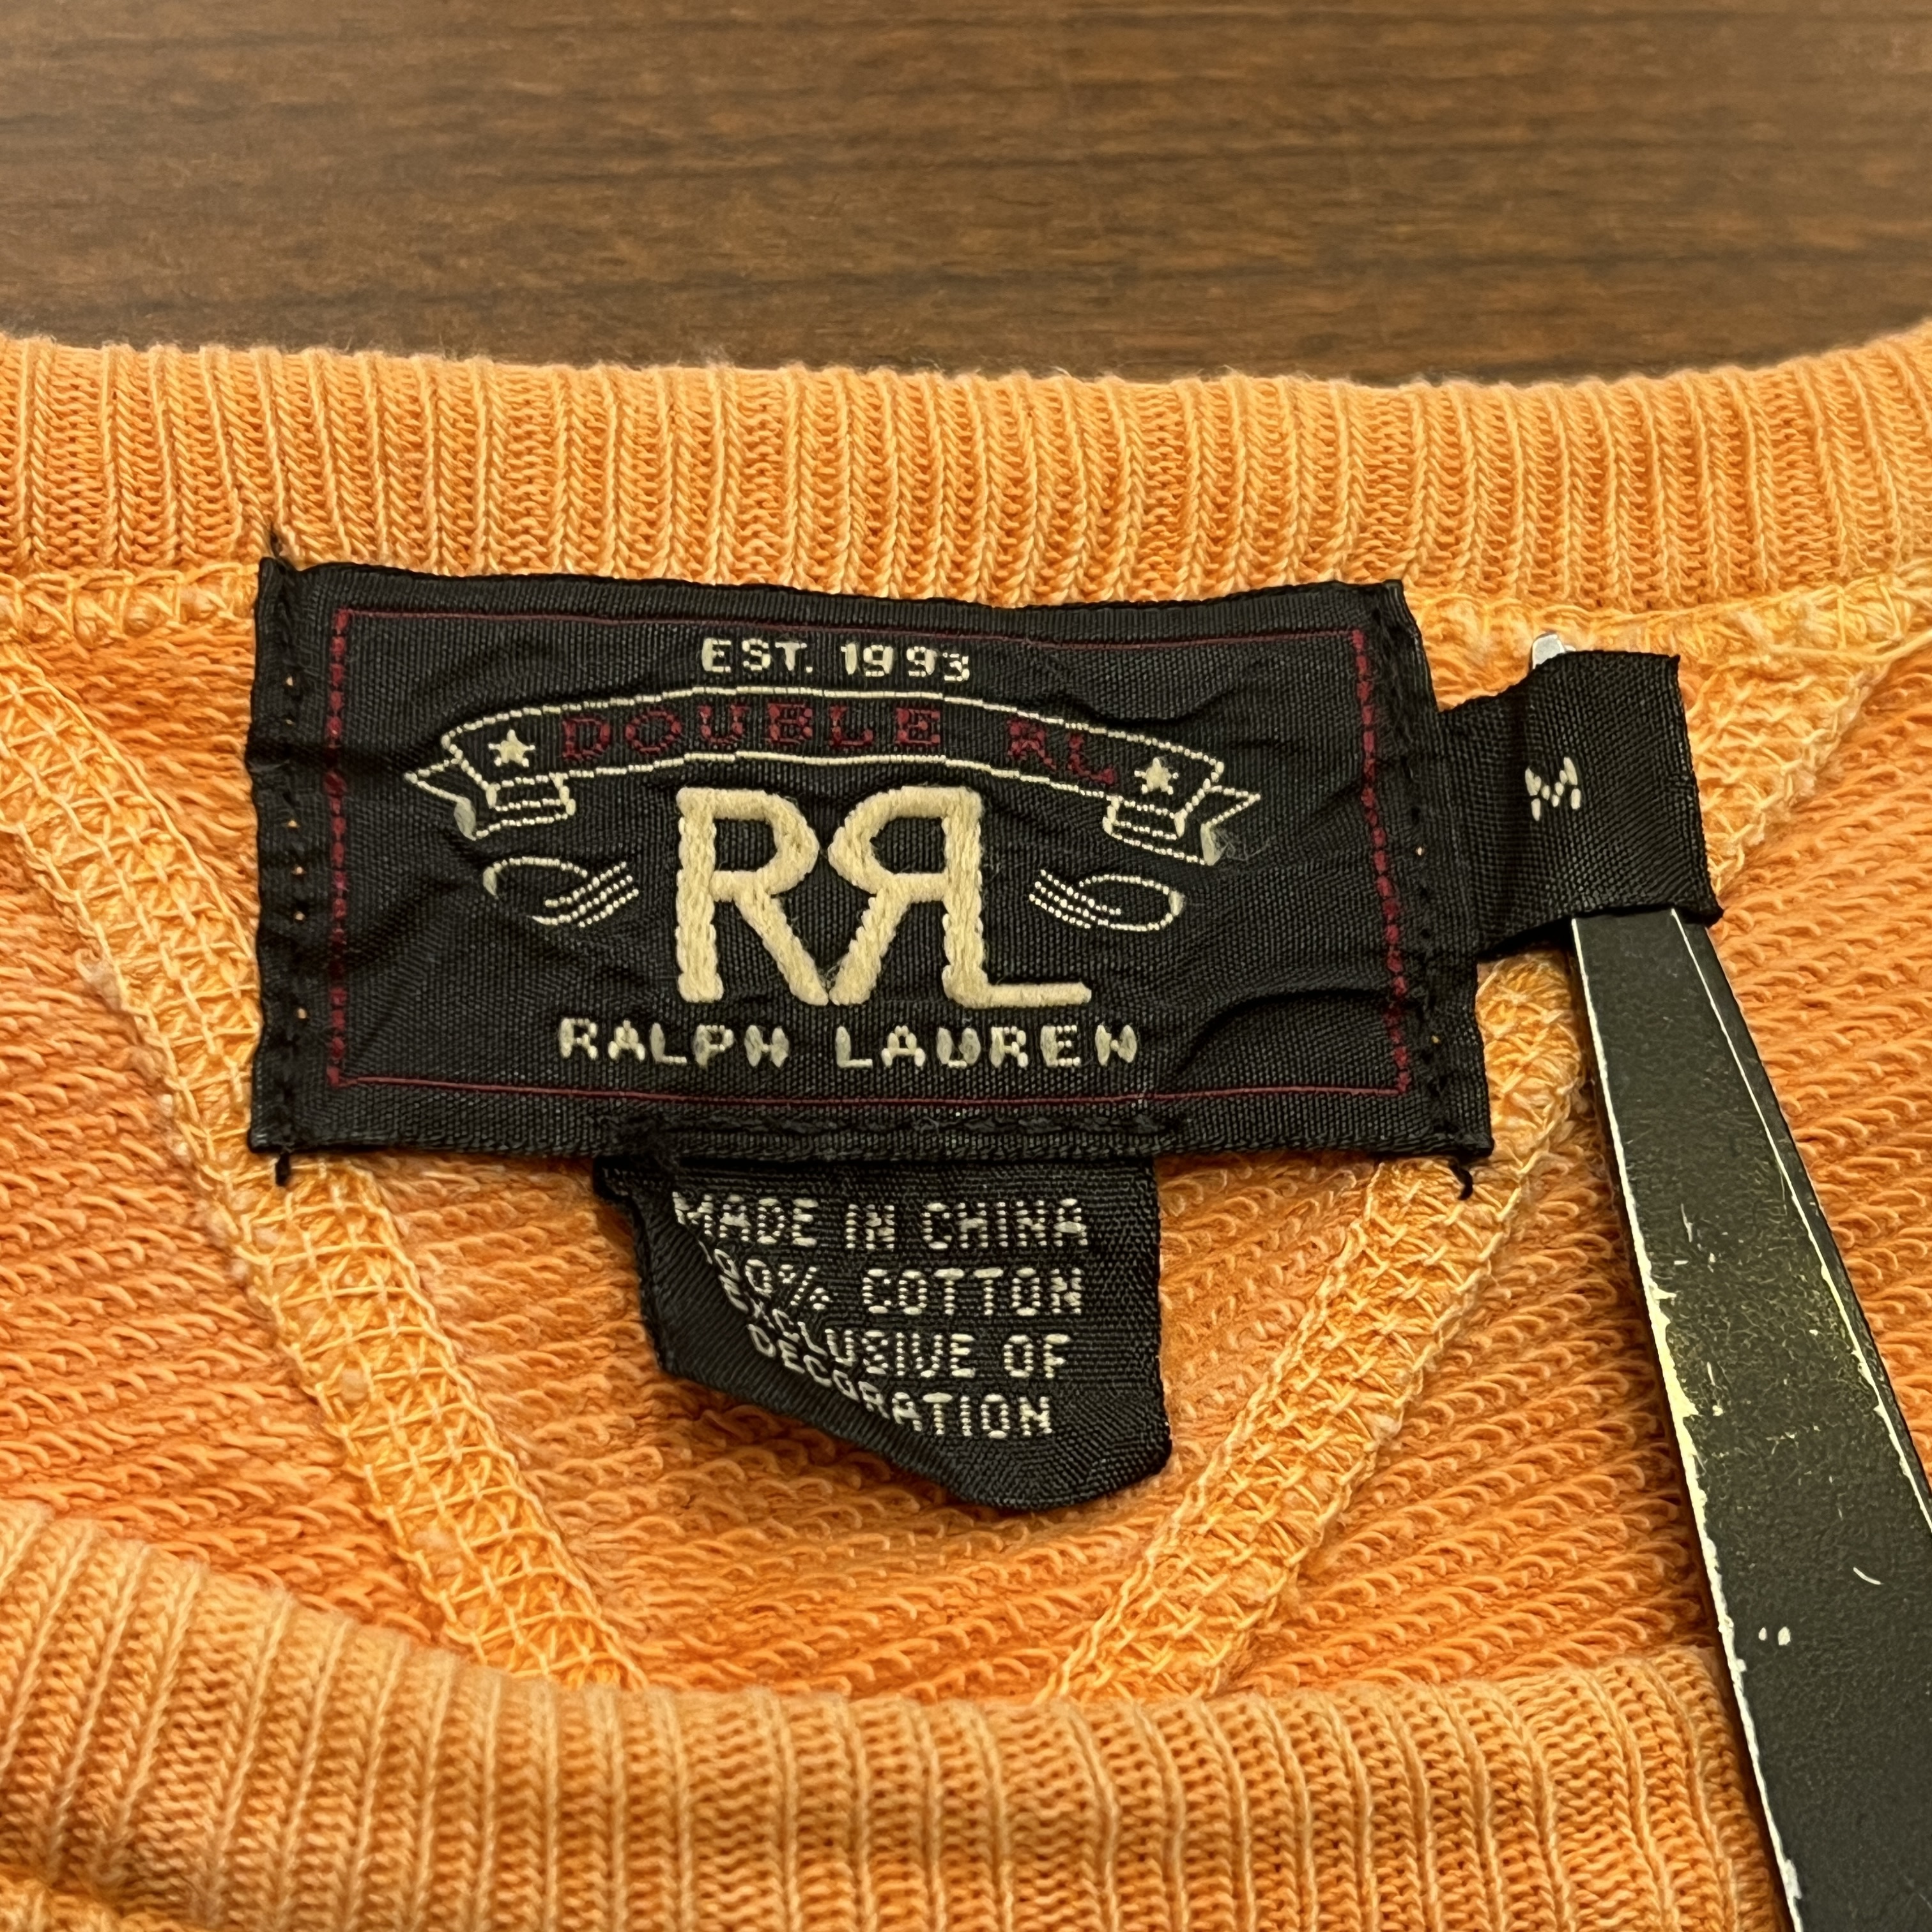 EST. 1993
DOUBLE RL
RRL
RALPH LAUREN
M
MADE IN CHINA
100% COTTON
EXCLUSIVE OF
DECORATION